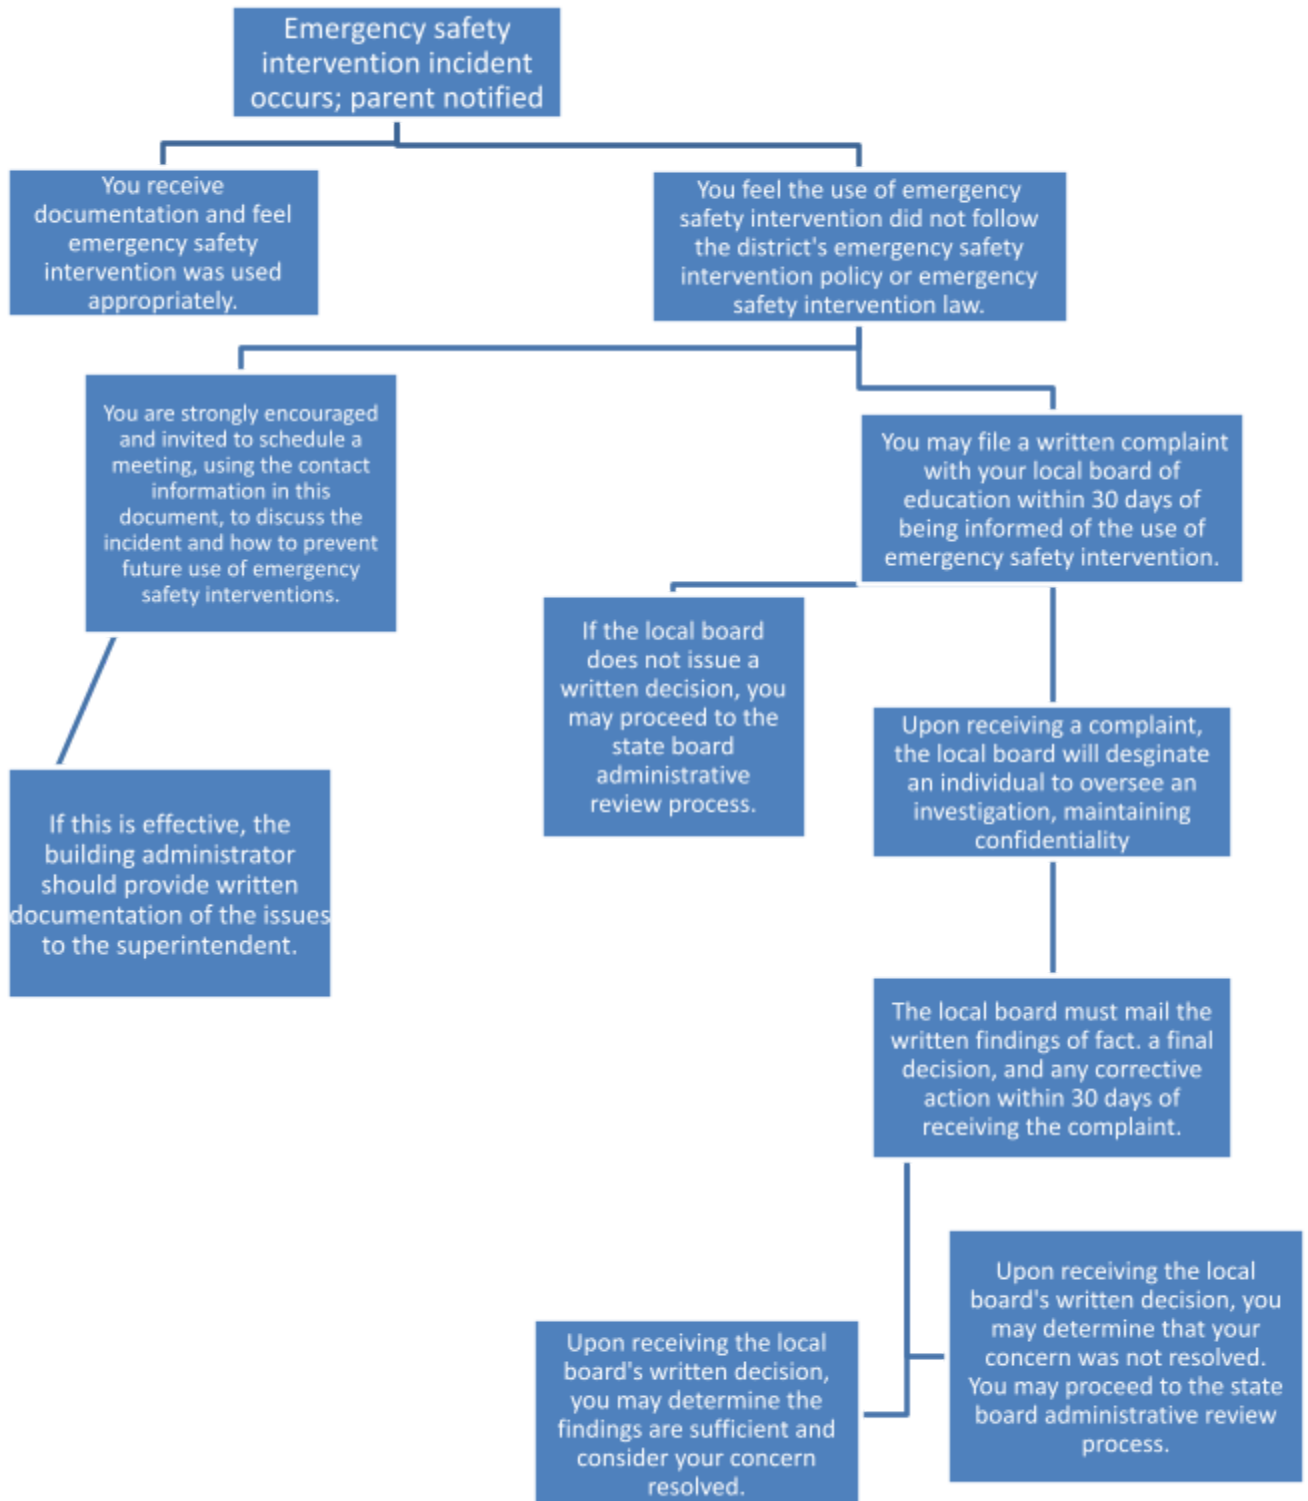 Emergency safety
intervention incident
occurs; parent notified
You receive
documentation and feel
emergency safety
intervention was used
appropriately.
You feel the use of emergency
safety intervention did not follow
the district's emergency safety
intervention policy or emergency
safety intervention law.
You are strongly encouraged
and invited to schedule a
meeting, using the contact
information in this
document, to discuss the
incident and how to prevent
future use of emergency
safety interventions.
You may file a written complaint
with your local board of
education within 30 days of
being informed of the use of
emergency safety intervention.
If the local board
does not issue a
written decision, you
may proceed to the
state board
administrative
review process.
Upon receiving a complaint,
the local board will desginate
an individual to oversee an
investigation, maintaining
confidentiality
If this is effective, the
building administrator
should provide written
documentation of the issues
to the superintendent.
The local board must mail the
written findings of fact. a final
decision, and any corrective
action within 30 days of
receiving the complaint.
Upon receiving the local
board's written decision,
you may determine the
findings are sufficient and
consider your concern
resolved.
Upon receiving the local
board's written decision, you
may determine that your
concern was not resolved.
You may proceed to the state
board administrative review
process.